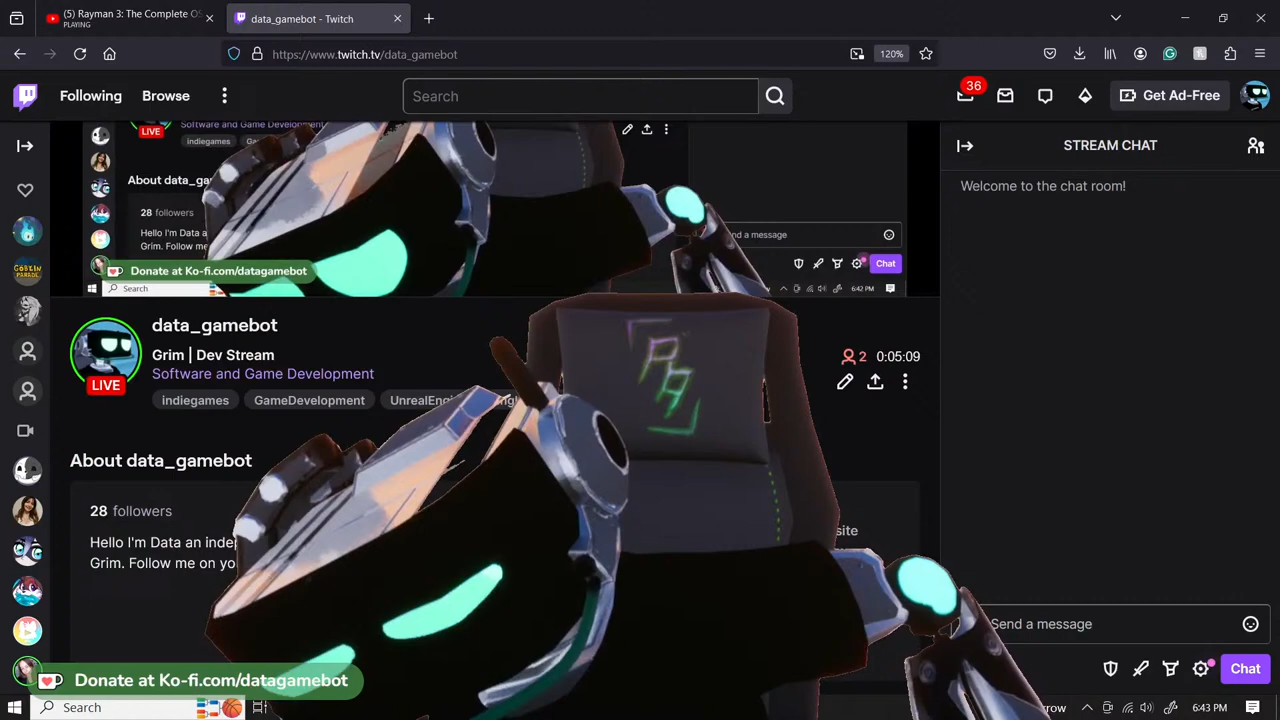 (5) Rayman 3: The Complete OS
PLAYING
data_gamebot - Twitch
https://www.twitch.tv/data_gamebot
120%
Following
Browse
Search
36
Get Ad-Free
LIVE
Software and Game Development
indiegames
About data_
28 followers
Hello I'm Data an
Grim. Follow me
Donate at Ko-fi.com/datagamebot
nd a message
Chat
Search
6:42 PM
STREAM CHAT
Welcome to the chat room!
data_gamebot
Grim | Dev Stream
Software and Game Development
LIVE
2
0:05:09
indiegames
GameDevelopment
UnrealEng
About data_gamebot
28 followers
Hello I'm Data an
Grim. Follow me on yo
site
Send a message
Chat
Donate at Ko-fi.com/datagamebot
Search
6:43 PM